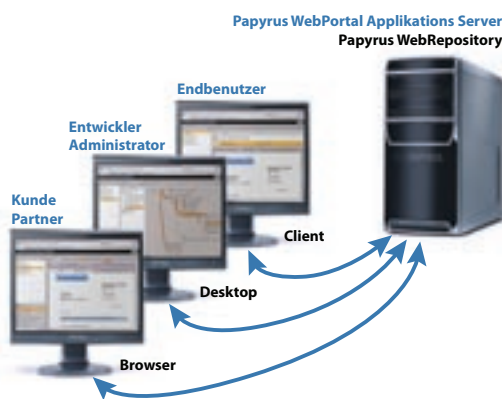 Papyrus WebPortal Applikations Server
Papyrus WebRepository
Endbenutzer
Entwickler
Administrator
Kunde
Partner
Client
Desktop
Browser